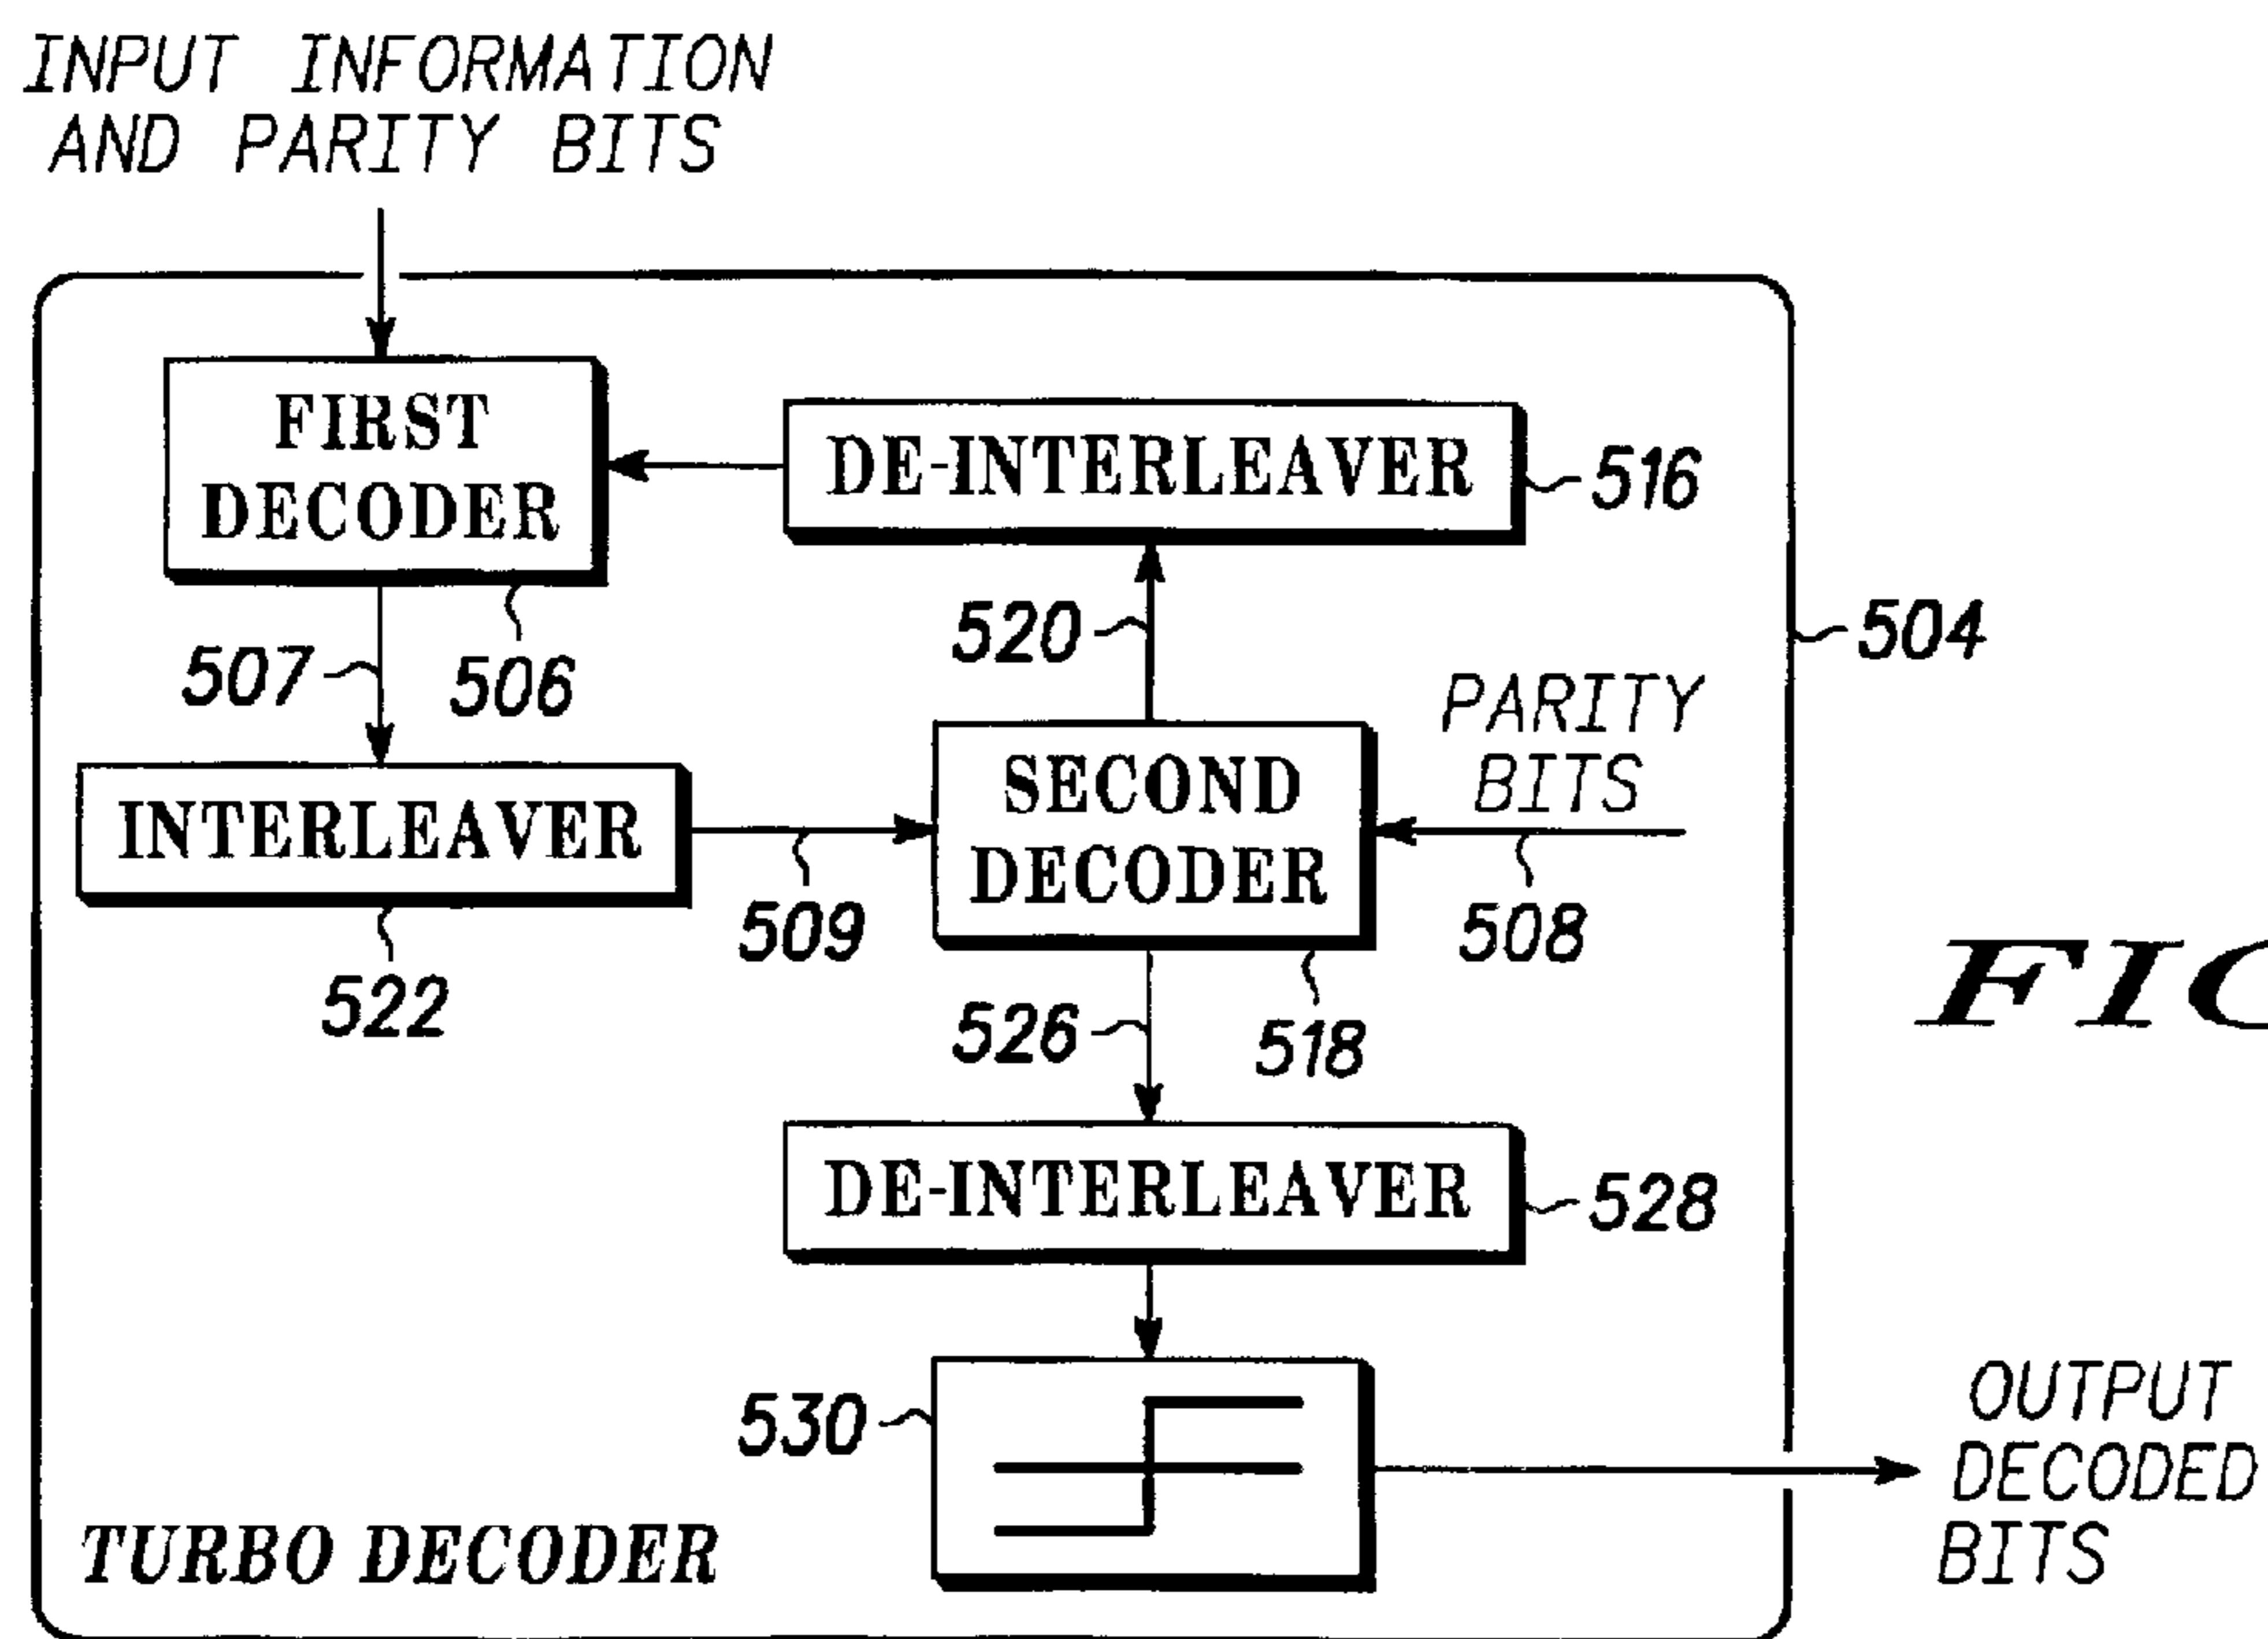 INPUT INFORMATION
AND PARITY BITS
FIRST
DECODER
DE-INTERLEAVER
516
520
504
507
506
PARITY
BITS
INTERLEAVER
SECOND
DECODER
509
508
522
526
518
DE-INTERLEAVER
528
530
OUTPUT
DECODED
BITS
TURBO DECODER